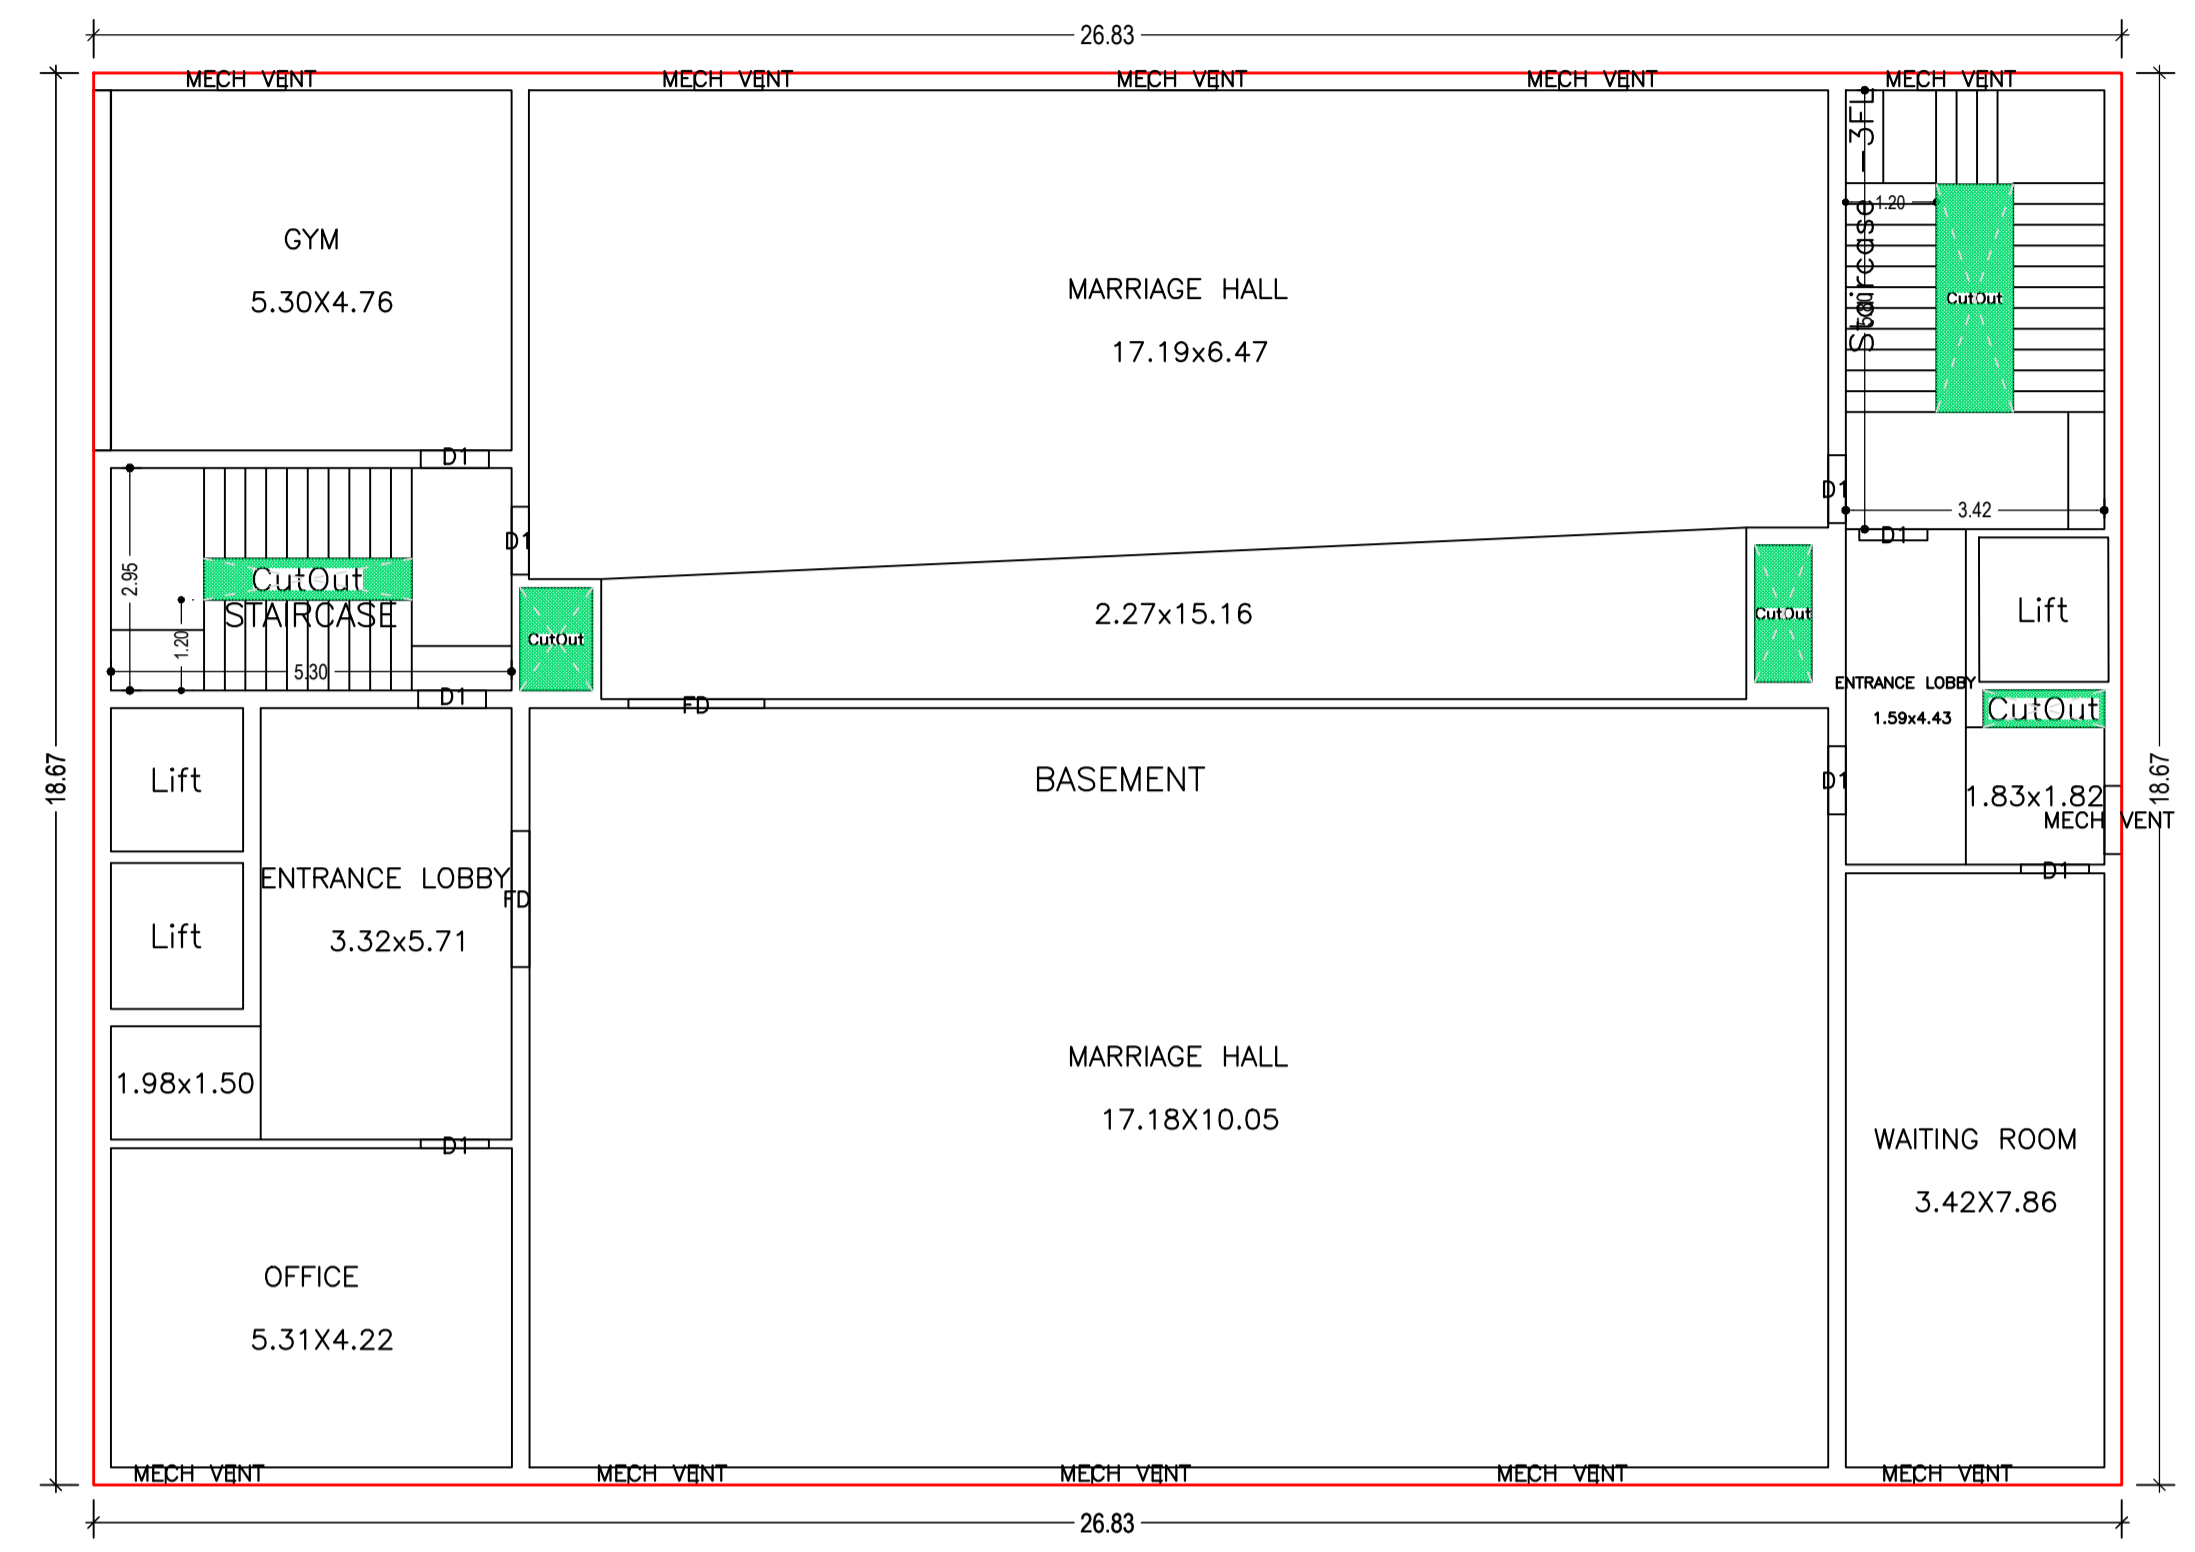 26.83
MECH VENT
MECH VENT
MECH VENT
MECH VENT
MECH VENT
GYM
5.30X4.76
MARRIAGE HALL
17.19x6.47
Staircase - 3FL
1.20
CutOut
D1
D1
D1
3.42
D1
2.95
CutOut
STAIRCASE
1.20
5.30
CutOut
2.27x15.16
CutOut
Lift
ENTRANCE LOBBY
1.59x4.43
CutOut
D1
FD
18.67
18.67
Lift
BASEMENT
D1
1.83x1.82
MECH VENT
D1
ENTRANCE LOBBY
3.32x5.71
FD
Lift
1.98x1.50
D1
MARRIAGE HALL
17.18X10.05
WAITING ROOM
3.42X7.86
OFFICE
5.31X4.22
MECH VENT
MECH VENT
MECH VENT
MECH VENT
MECH VENT
26.83